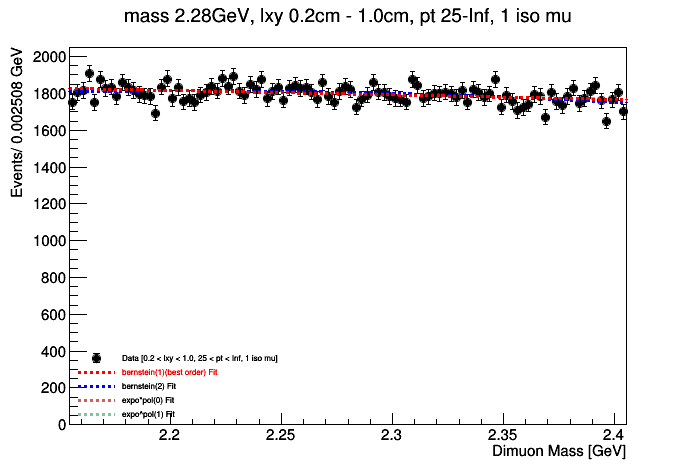 mass 2.28GeV, lxy 0.2cm - 1.0cm, pt 25-Inf, 1 iso mu
Events/ 0.002508 GeV
2000
1800
1600
1400
1200
1000
800
600
400
200
0
Data [0.2 < lxy < 1.0, 25 < pt < Inf, 1 iso mu]
bernstein(1)(best order) Fit
bernstein(2) Fit
expo*pol(0) Fit
expo*pol(1) Fit
2.2 2.25 2.3 2.35 2.4
Dimuon Mass [GeV]